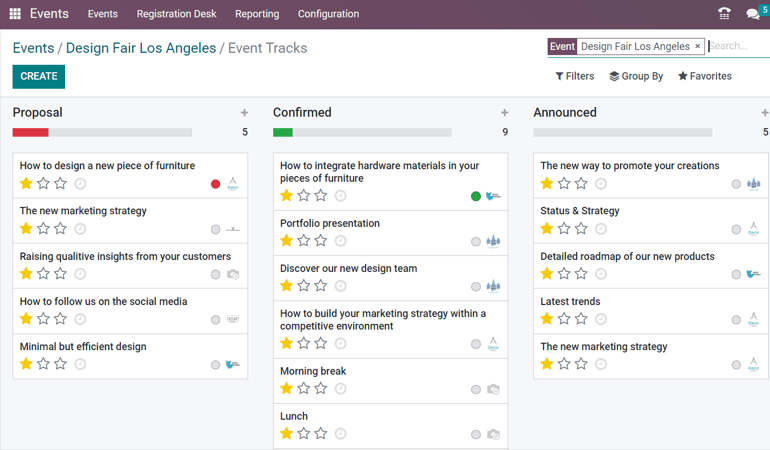 Events Events Registration Desk Reporting Configuration 5
Events / Design Fair Los Angeles / Event Tracks
Event Design Fair Los Angeles × Search...
CREATE
Filters Group By Favorites
Proposal +
5
Confirmed +
9
Announced +
5
How to design a new piece of furniture
The new marketing strategy
Raising qualitive insights from your customers
How to follow us on the social media
Minimal but efficient design
How to integrate hardware materials in your
pieces of furniture
Portfolio presentation
Discover our new design team
How to build your marketing strategy within a
competitive environment
Morning break
Lunch
The new way to promote your creations
Status & Strategy
Detailed roadmap of our new products
Latest trends
The new marketing strategy